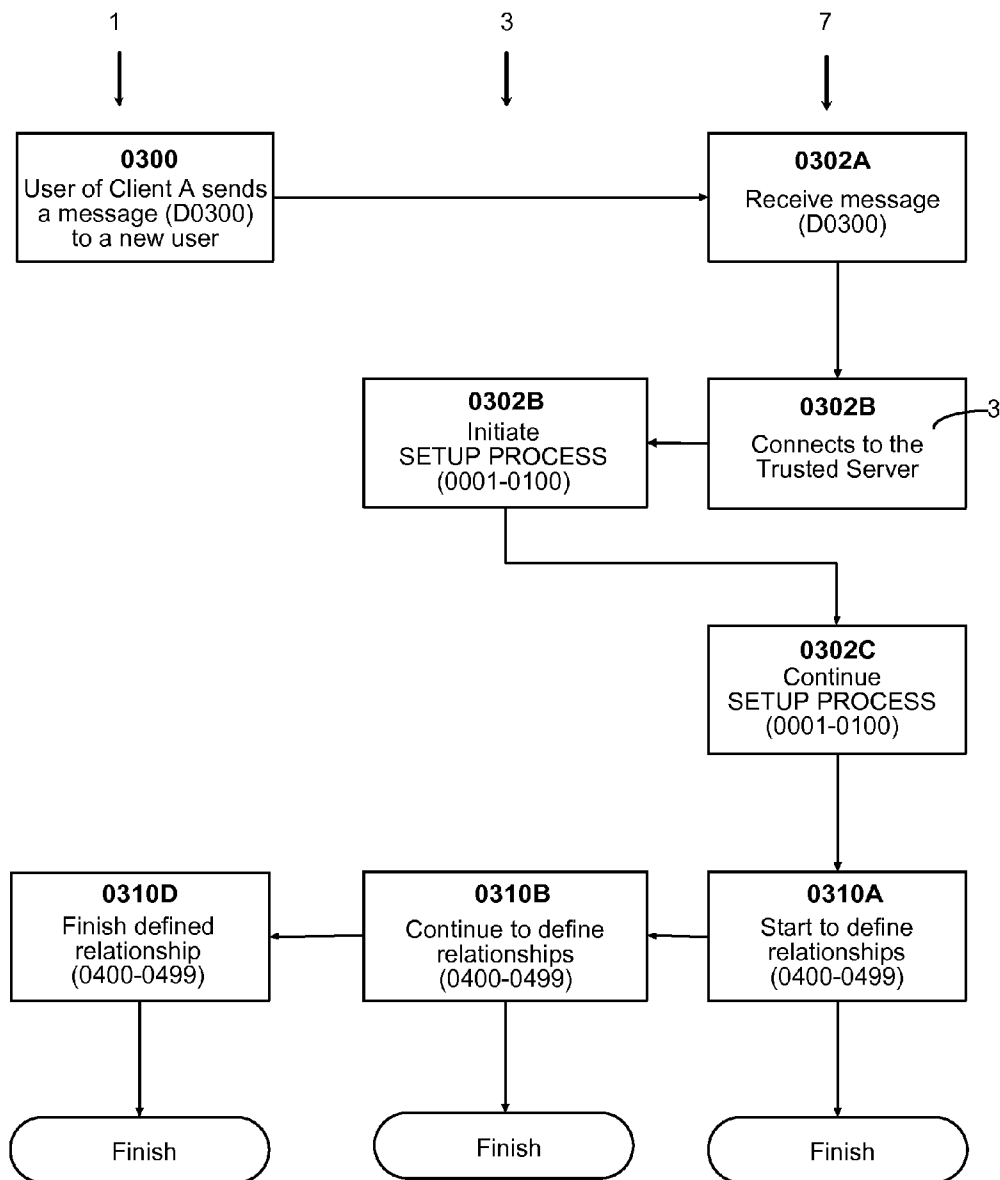 1
3
7
0300
User of Client A sends
a message (D0300)
to a new user
0302A
Receive message
(D0300)
0302B
Initiate
SETUP PROCESS
(0001-0100)
0302B
Connects to the
Trusted Server
3
0302C
Continue
SETUP PROCESS
(0001-0100)
0310D
Finish defined
relationship
(0400-0499)
0310B
Continue to define
relationships
(0400-0499)
0310A
Start to define
relationships
(0400-0499)
Finish
Finish
Finish